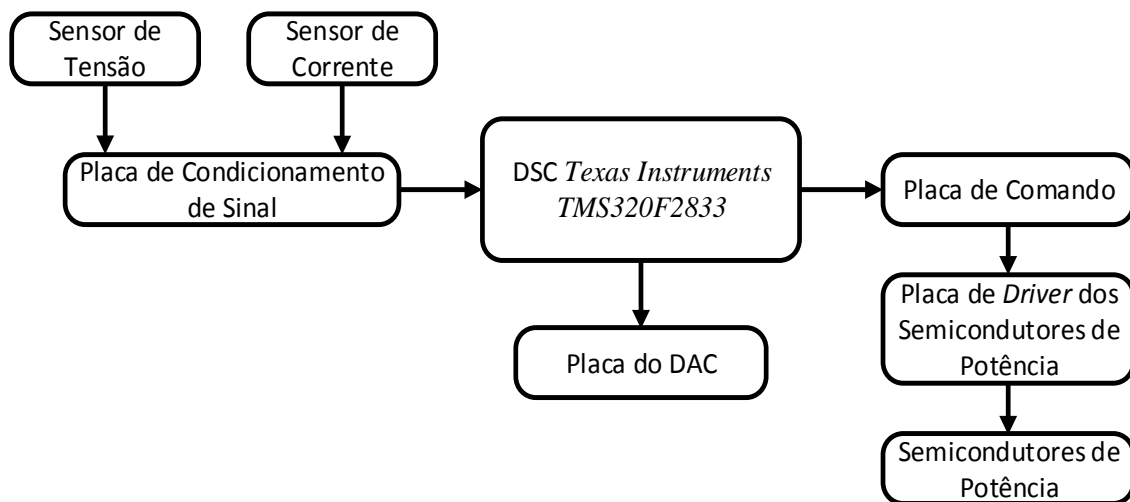 Sensor de
Tensão
Sensor de
Corrente
Placa de Condicionamento
de Sinal
DSC Texas Instruments
TMS320F2833
Placa de Comando
Placa de Driver dos
Semicondutores de
Potência
Placa do DAC
Semicondutores de
Potência